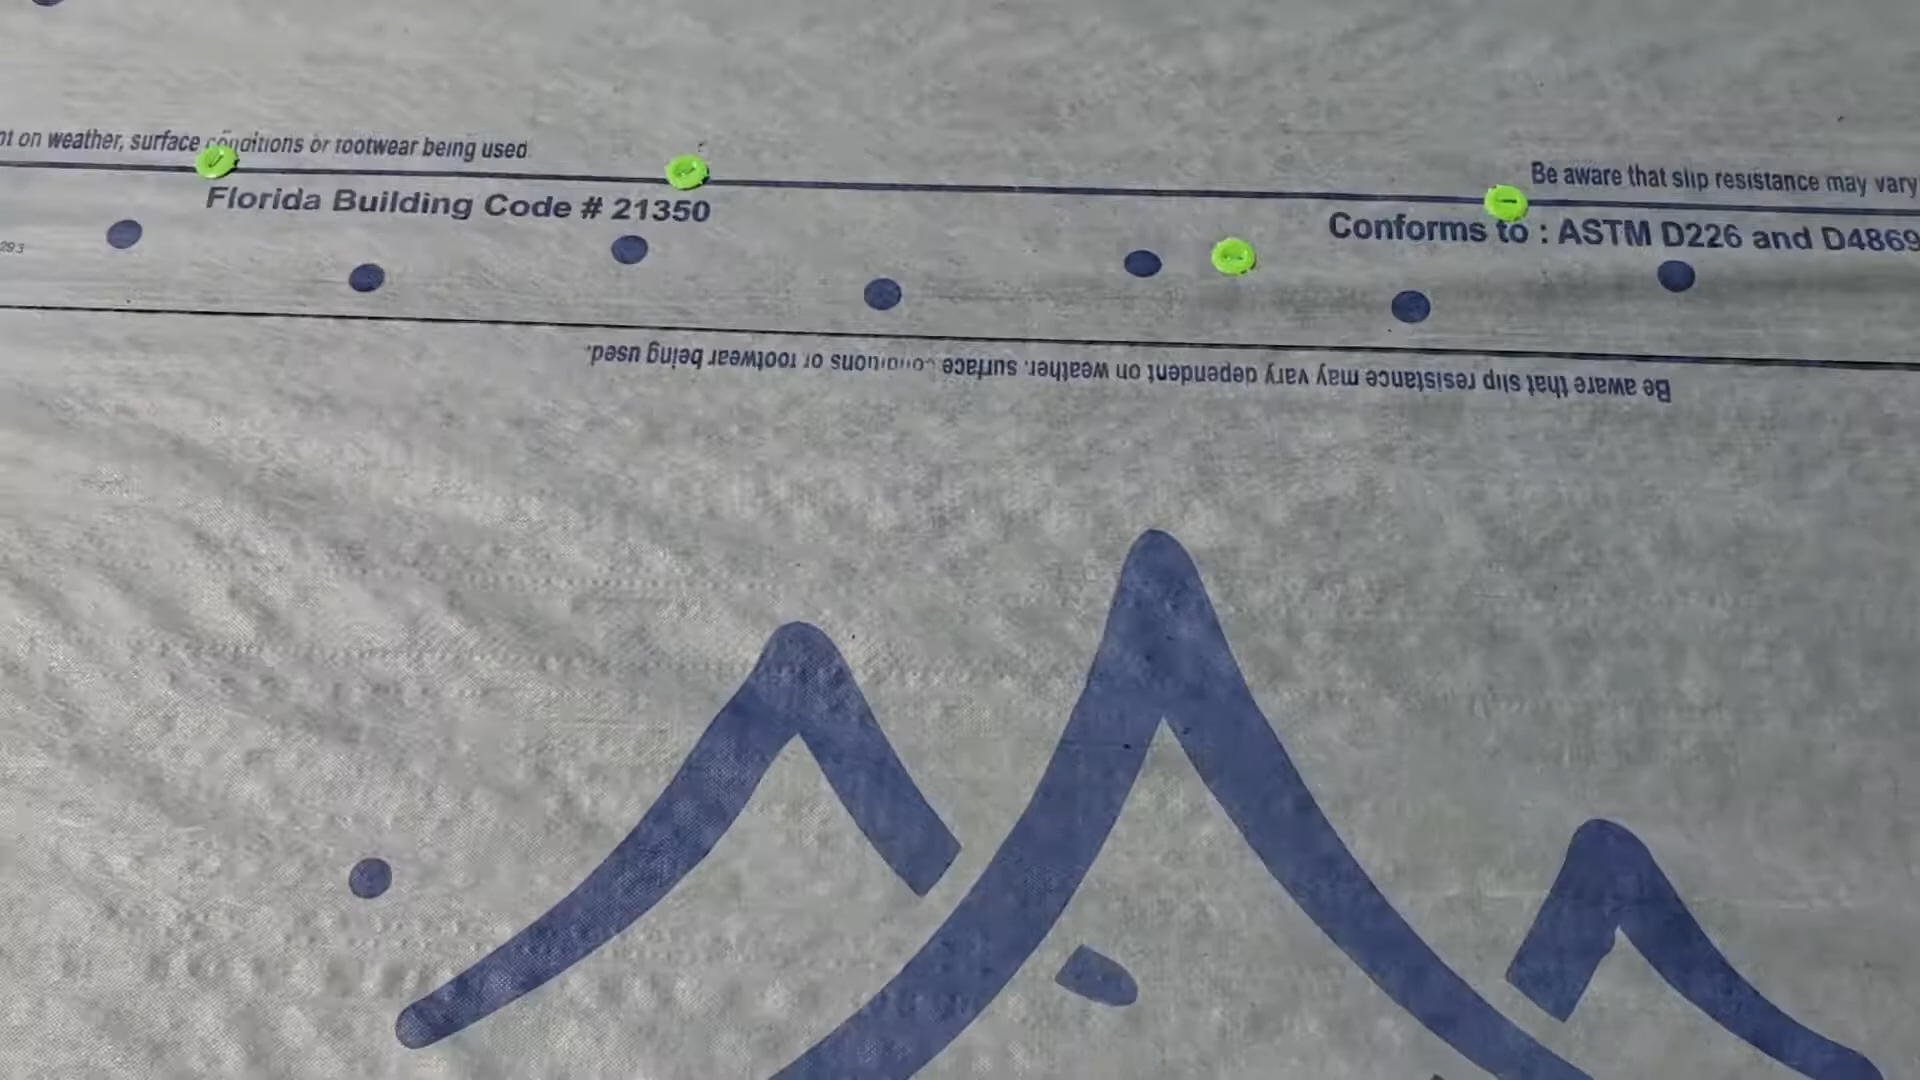 on weather, surface conditions or footwear being used
Be aware that slip resistance may vary
Florida Building Code # 21350
Conforms to : ASTM D226 and D4869
293
Be aware that slip resistance may vary dependent on weather, surface conditions or footwear being used.